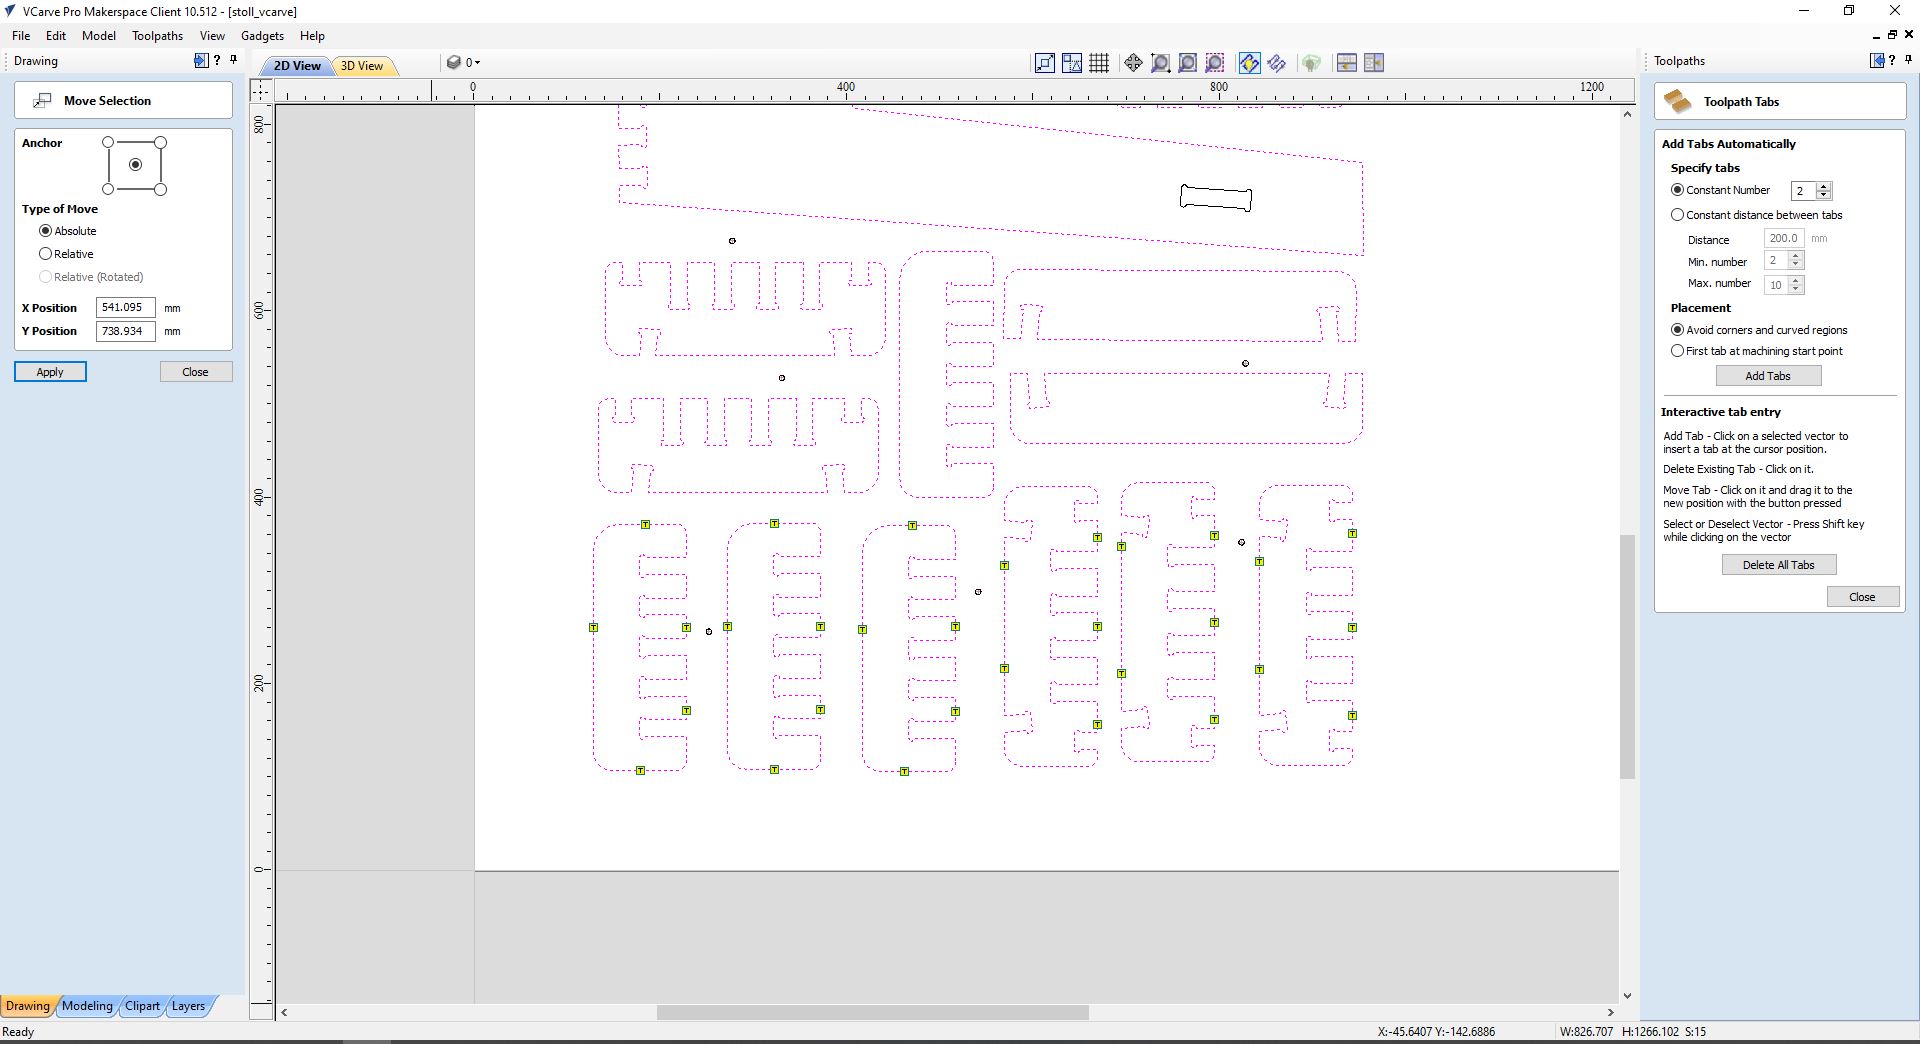 VCarve Pro Makerspace Client 10.512 - [stoll_vcarve]
File Edit Model Toolpaths View Gadgets Help
Drawing
Move Selection
Anchor
Type of Move
Absolute
Relative
Relative (Rotated)
X Position 541.095 mm
Y Position 738.934 mm
Apply Close
Drawing Modeling Clipart Layers
Ready
2D View 3D View 0
0 400 800 1200
800
600
400
200
0
T T T
T T T T T T
T T T
T T T
T T T T T T
T T T T T T
T T T
Toolpaths
Toolpath Tabs
Add Tabs Automatically
Specify tabs
Constant Number 2
Constant distance between tabs
Distance 200.0 mm
Min. number 2
Max. number 10
Placement
Avoid corners and curved regions
First tab at machining start point
Add Tabs
Interactive tab entry
Add Tab - Click on a selected vector to
insert a tab at the cursor position.
Delete Existing Tab - Click on it.
Move Tab - Click on it and drag it to the
new position with the button pressed
Select or Deselect Vector - Press Shift key
while clicking on the vector
Delete All Tabs
Close
X:-45.6407 Y:-142.6886 W:826.707 H:1266.102 S:15